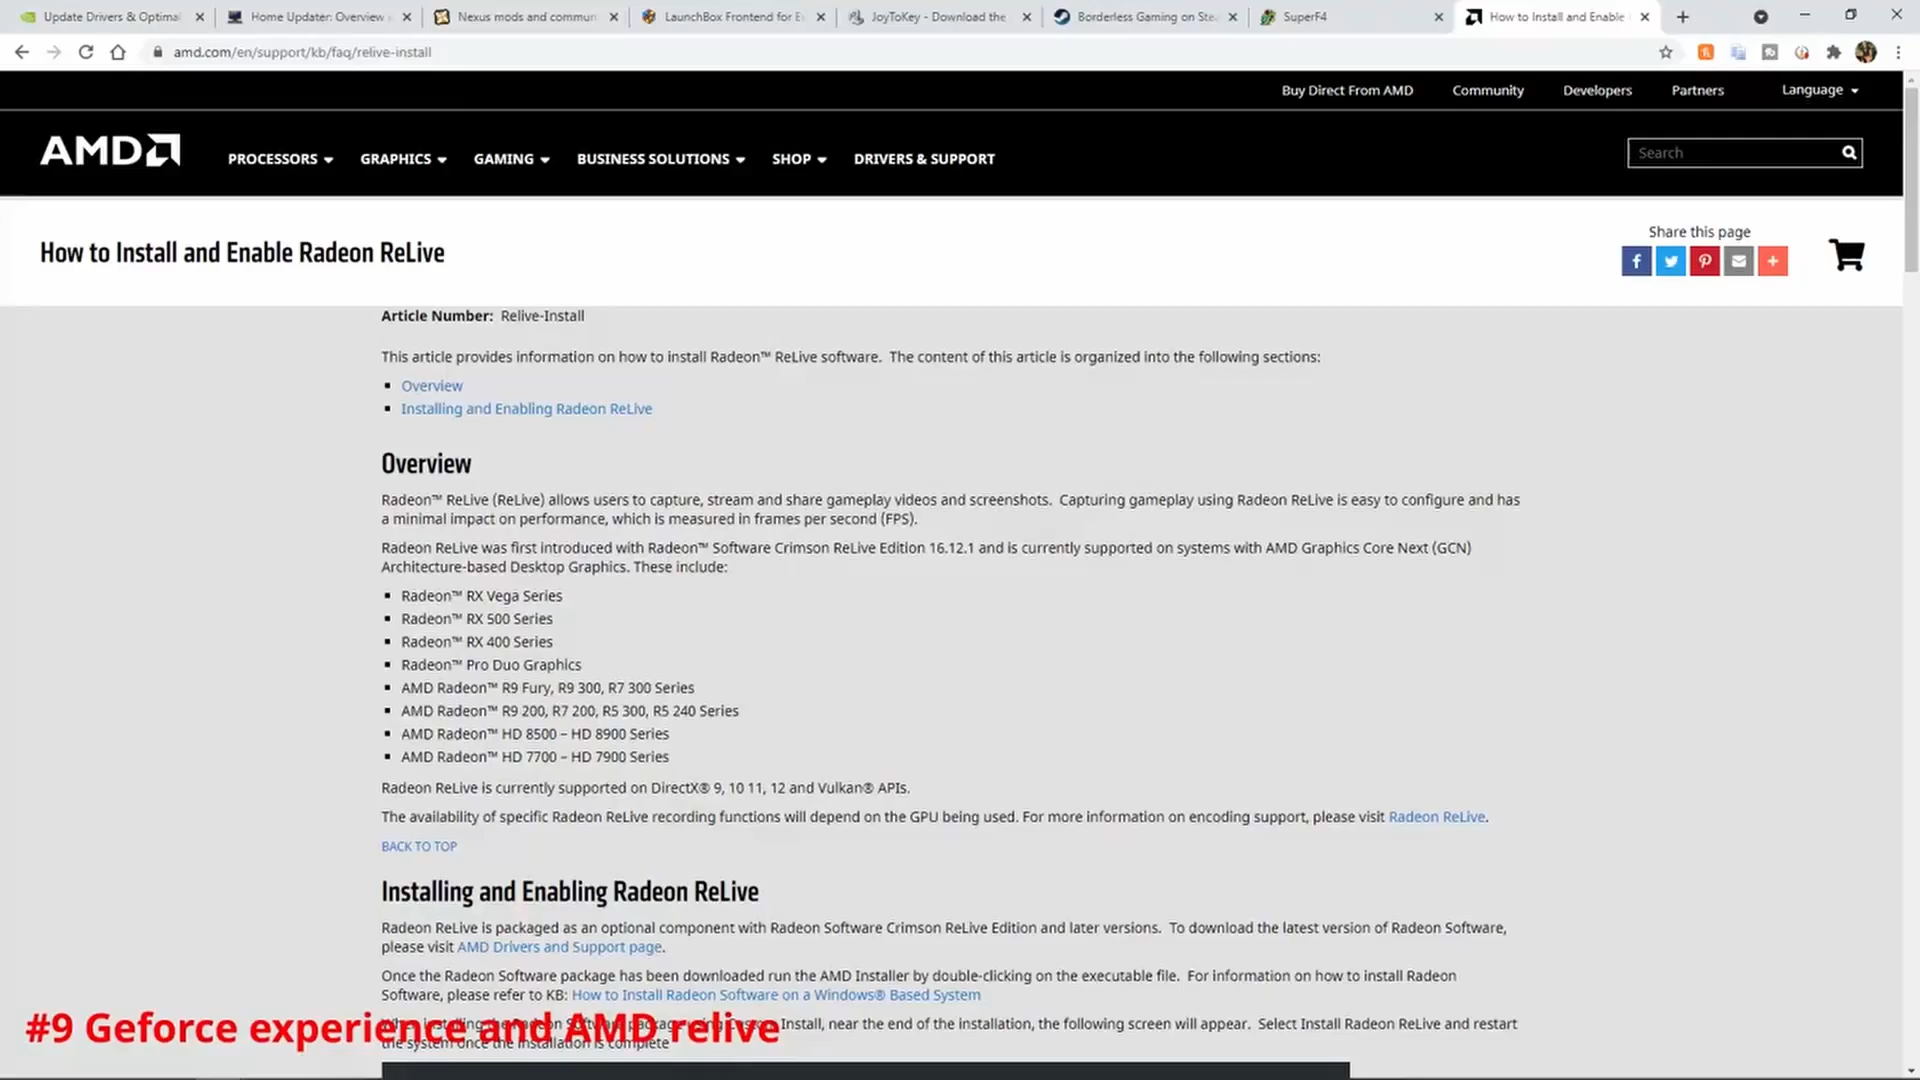 Update Drivers & Optimal
Home Updater: Overview
Nexus mods and commun
LaunchBox Frontend for E
JoyToKey - Download the
Borderless Gaming on Ste
SuperF4
How to Install and Enable
amd.com/en/support/kb/faq/relive-install
Buy Direct From AMD
Community
Developers
Partners
Language
AMD
PROCESSORS
GRAPHICS
GAMING
BUSINESS SOLUTIONS
SHOP
DRIVERS & SUPPORT
Search
How to Install and Enable Radeon ReLive
Share this page
Article Number: Relive-Install
This article provides information on how to install Radeon™ ReLive software. The content of this article is organized into the following sections:
Overview
Installing and Enabling Radeon ReLive
Overview
Radeon™ ReLive (ReLive) allows users to capture, stream and share gameplay videos and screenshots. Capturing gameplay using Radeon ReLive is easy to configure and has
a minimal impact on performance, which is measured in frames per second (FPS).
Radeon ReLive was first introduced with Radeon™ Software Crimson ReLive Edition 16.12.1 and is currently supported on systems with AMD Graphics Core Next (GCN)
Architecture-based Desktop Graphics. These include:
Radeon™ RX Vega Series
Radeon™ RX 500 Series
Radeon™ RX 400 Series
Radeon™ Pro Duo Graphics
AMD Radeon™ R9 Fury, R9 300, R7 300 Series
AMD Radeon™ R9 200, R7 200, R5 300, R5 240 Series
AMD Radeon™ HD 8500 – HD 8900 Series
AMD Radeon™ HD 7700 – HD 7900 Series
Radeon ReLive is currently supported on DirectX® 9, 10 11, 12 and Vulkan® APIs.
The availability of specific Radeon ReLive recording functions will depend on the GPU being used. For more information on encoding support, please visit Radeon ReLive.
BACK TO TOP
Installing and Enabling Radeon ReLive
Radeon ReLive is packaged as an optional component with Radeon Software Crimson ReLive Edition and later versions. To download the latest version of Radeon Software,
please visit AMD Drivers and Support page.
Once the Radeon Software package has been downloaded run the AMD Installer by double-clicking on the executable file. For information on how to install Radeon
Software, please refer to KB: How to Install Radeon Software on a Windows® Based System
When installing the Radeon Software package using Custom Install, near the end of the installation, the following screen will appear. Select Install Radeon ReLive and restart
the system once the installation is complete
#9 Geforce experience and AMD relive